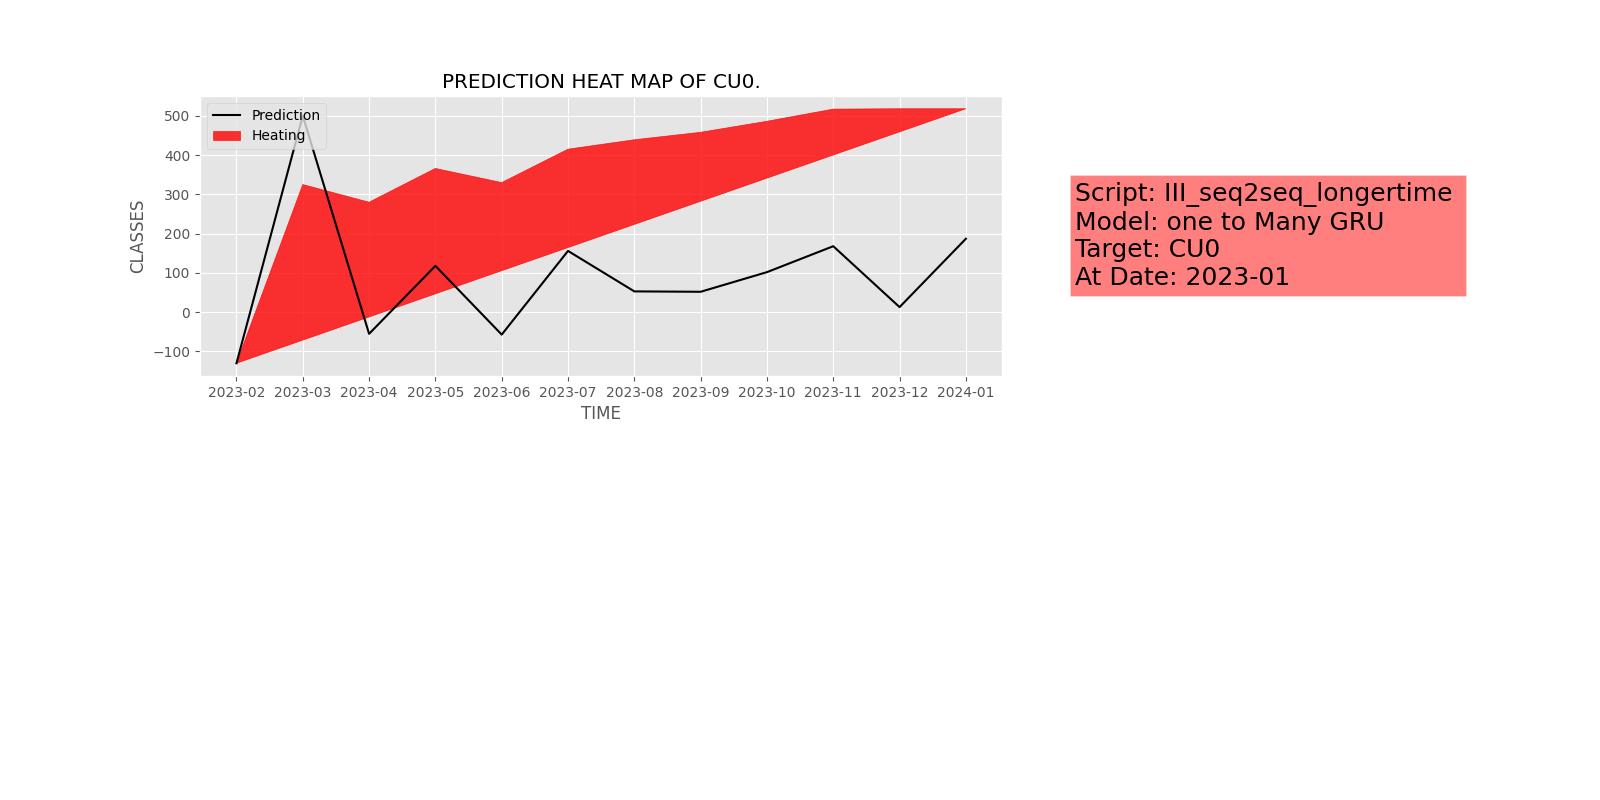 PREDICTION HEAT MAP OF CU0.
Prediction
Heating
CLASSES
500
400
300
200
100
0
−100
2023-02 2023-03 2023-04 2023-05 2023-06 2023-07 2023-08 2023-09 2023-10 2023-11 2023-12 2024-01
TIME
Script: III_seq2seq_longertime
Model: one to Many GRU
Target: CU0
At Date: 2023-01